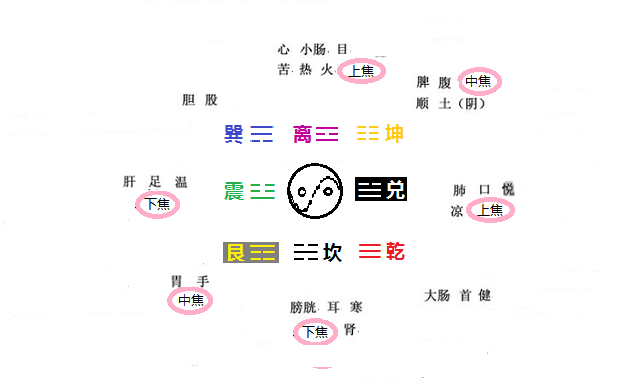 心 小肠 目
苦 热 火 上焦
脾 腹 中焦
顺 土（阴）
胆 股
巽 ☴ 离 ☲ ☷ 坤
肝 足 温
下焦
震 ☳ ☱ 兑
肺 口 悦
凉 上焦
艮 ☶ ☵ 坎 ☰ 乾
胃 手
中焦
大肠 首 健
膀胱 耳 寒
下焦 肾